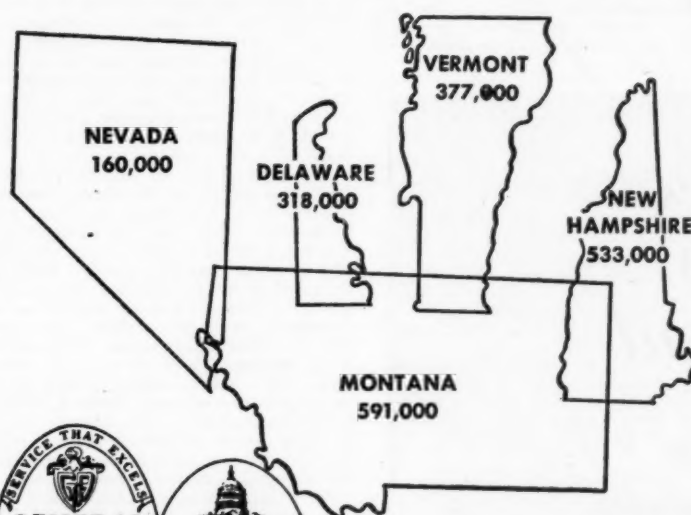 VERMONT
377,000
NEVADA
160,000
DELAWARE
318,000
NEW
HAMPSHIRE
533,000
MONTANA
591,000
SERVICE THAT EXCELS